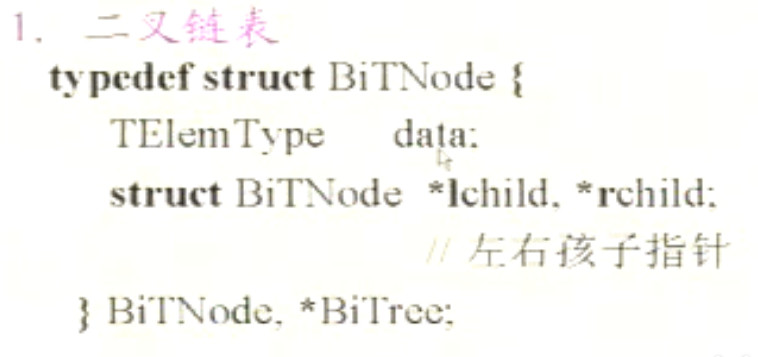 1. 二叉链表
typedef struct BiTNode {
TElemType data;
struct BiTNode *lchild, *rchild;
// 左右孩子指针
} BiTNode, *BiTree;